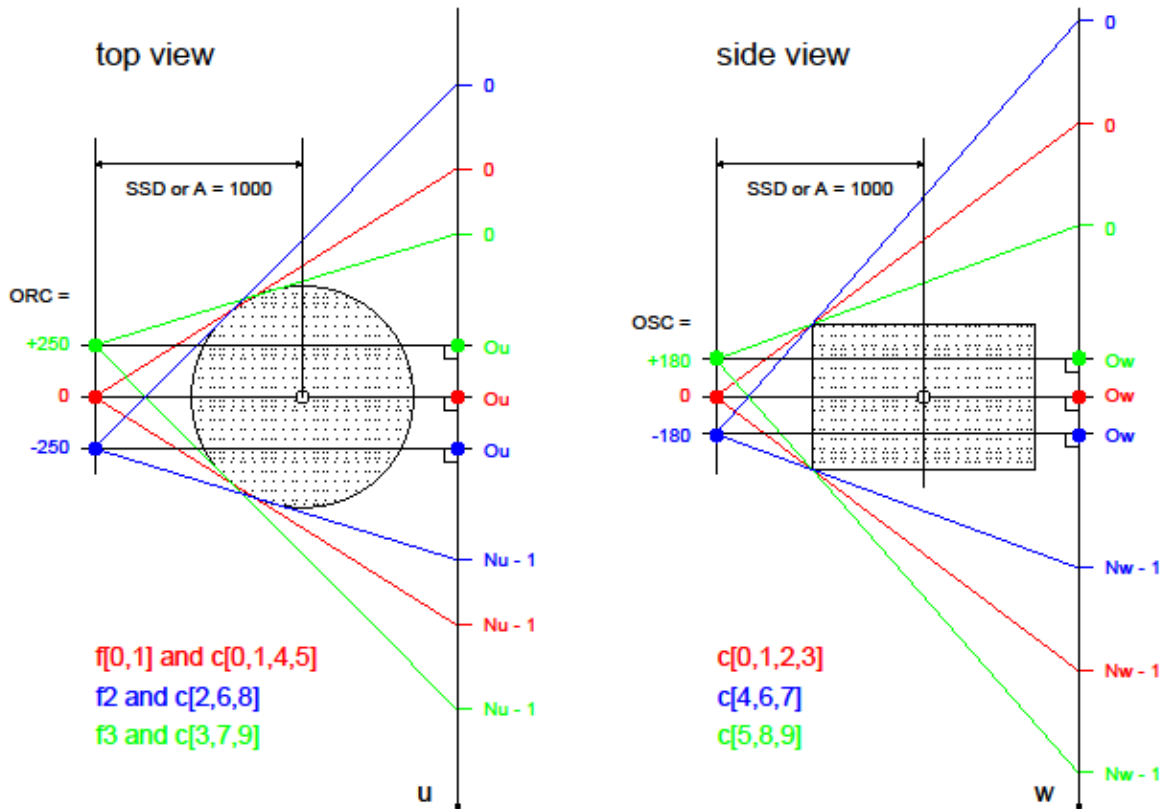 top view
0
0
SSD or A = 1000
0
ORC =
+250
Ou
0
Ou
-250
Ou
Nu - 1
Nu - 1
f[0,1] and c[0,1,4,5]
f2 and c[2,6,8]
Nu - 1
f3 and c[3,7,9]
u
side view
0
0
SSD or A = 1000
0
OSC =
+180
Ow
0
Ow
-180
Ow
Nw - 1
c[0,1,2,3]
Nw - 1
c[4,6,7]
c[5,8,9]
Nw - 1
w